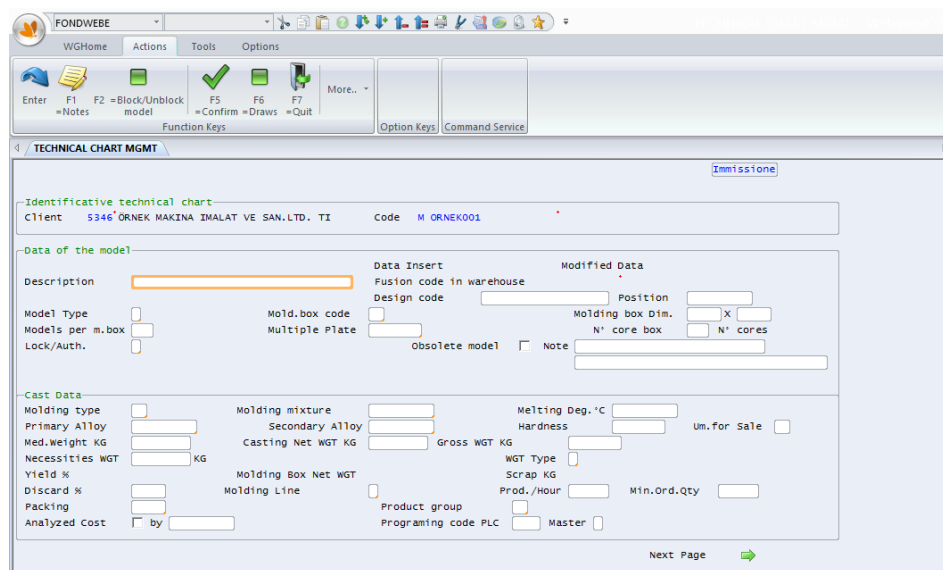 FONDWEBE
WGHome Actions Tools Options
Enter F1 =Notes F2 =Block/Unblock model F5 =Confirm F6 =Draws F7 =Quit More..
Function Keys Option Keys Command Service
TECHNICAL CHART MGMT
Immissione
Identificative technical chart
Client 5346 ÖRNEK MAKINA IMALAT VE SAN.LTD. TI Code M ORNEK001
Data of the model
Data Insert Modified Data
Description Fusion code in warehouse
Design code Position
Model Type Mold.box code Molding box Dim. X
Models per m.box Multiple Plate N' core box N' cores
Lock/Auth. Obsolete model Note
Cast Data
Molding type Molding mixture Melting Deg.°C
Primary Alloy Secondary Alloy Hardness Um.for Sale
Med.Weight KG Casting Net WGT KG Gross WGT KG
Necessities WGT KG WGT Type
Yield % Molding Box Net WGT Scrap KG
Discard % Molding Line Prod./Hour Min.Ord.Qty
Packing Product group
Analyzed Cost by Programing code PLC Master
Next Page